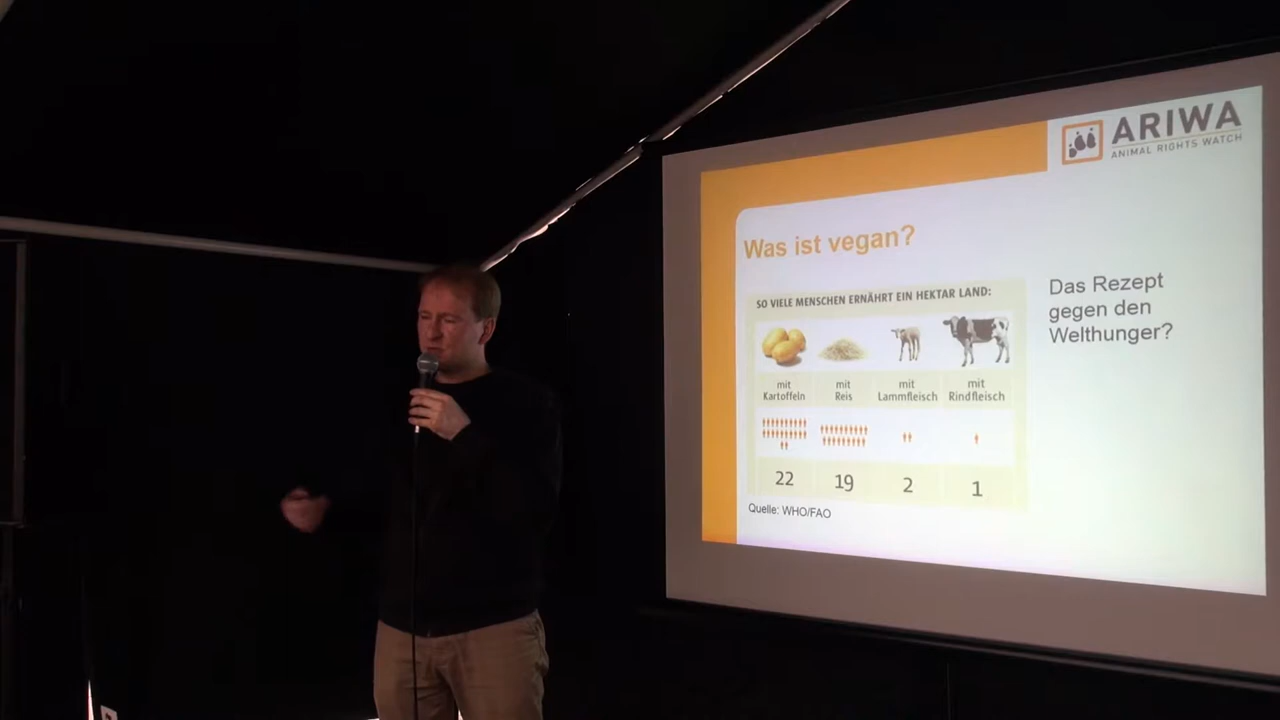 ARIWA
ANIMAL RIGHTS WATCH
Was ist vegan?
SO VIELE MENSCHEN ERNÄHRT EIN HEKTAR LAND:
mit Kartoffeln
mit Reis
mit Lammfleisch
mit Rindfleisch
22 19 2 1
Quelle: WHO/FAO
Das Rezept
gegen den
Welthunger?